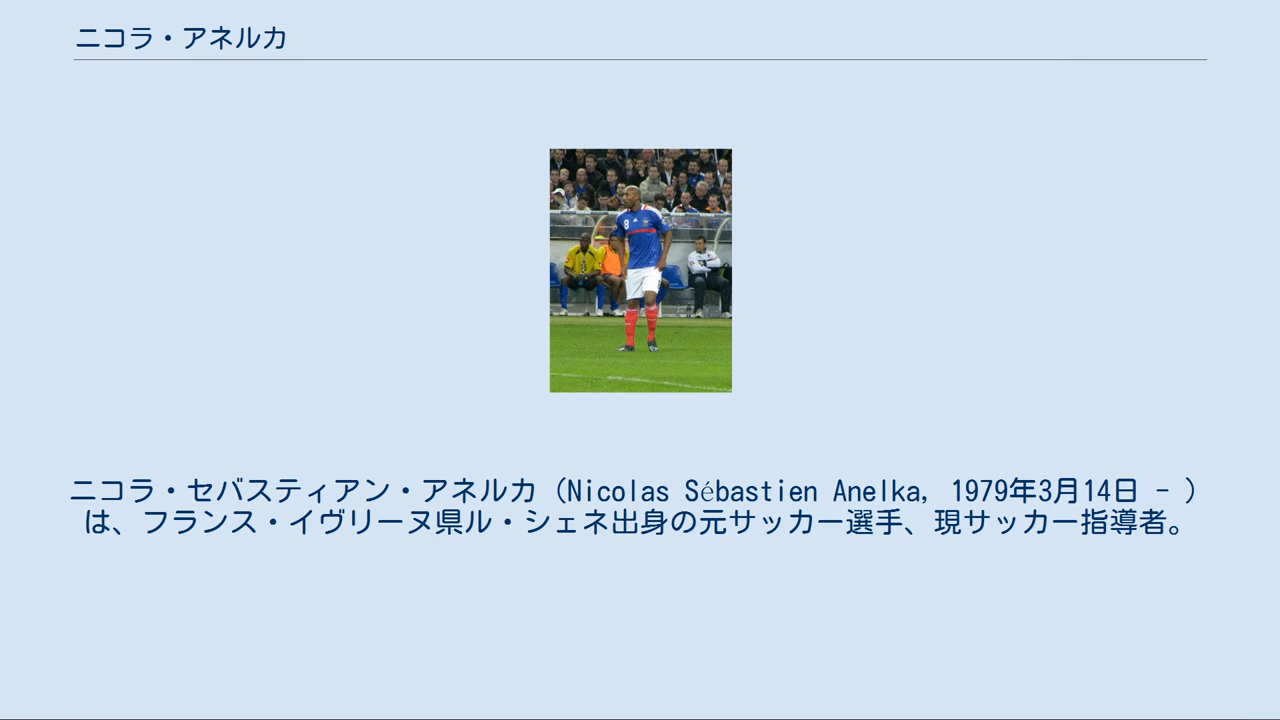 ニコラ・アネルカ
8
ニコラ・セバスティアン・アネルカ（Nicolas Sébastien Anelka, 1979年3月14日 - ）
は、フランス・イヴリーヌ県ル・シェネ出身の元サッカー選手、現サッカー指導者。